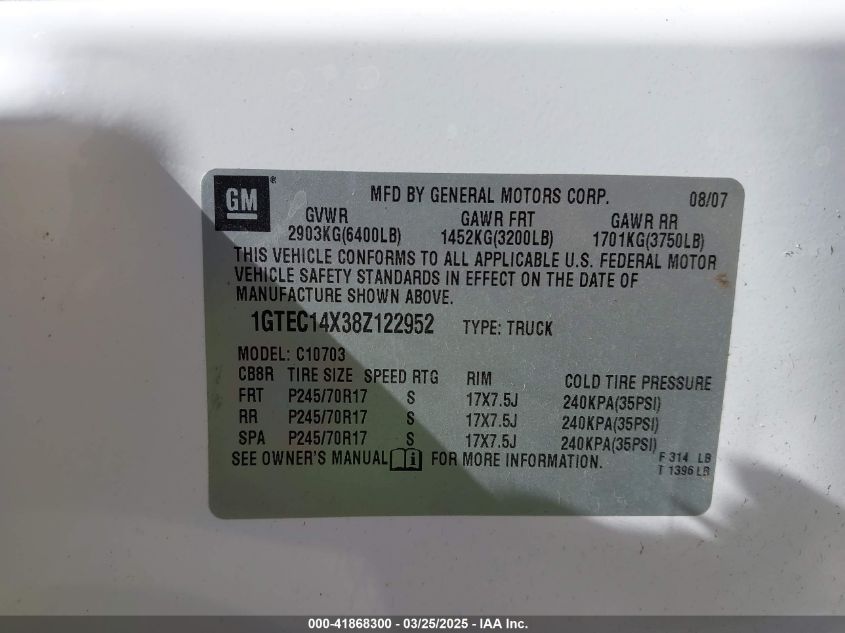 GM ® MFD BY GENERAL MOTORS CORP. 08/07
GVWR GAWR FRT GAWR RR
2903KG(6400LB) 1452KG(3200LB) 1701KG(3750LB)
THIS VEHICLE CONFORMS TO ALL APPLICABLE U.S. FEDERAL MOTOR
VEHICLE SAFETY STANDARDS IN EFFECT ON THE DATE OF
MANUFACTURE SHOWN ABOVE.
1GTEC14X38Z122952 TYPE: TRUCK
MODEL: C10703
CB8R TIRE SIZE SPEED RTG RIM COLD TIRE PRESSURE
FRT P245/70R17 S 17X7.5J 240KPA(35PSI)
RR P245/70R17 S 17X7.5J 240KPA(35PSI)
SPA P245/70R17 S 17X7.5J 240KPA(35PSI)
SEE OWNER'S MANUAL i FOR MORE INFORMATION.
F 314 LB
T 1396 LB
000-41868300 - 03/25/2025 - IAA Inc.